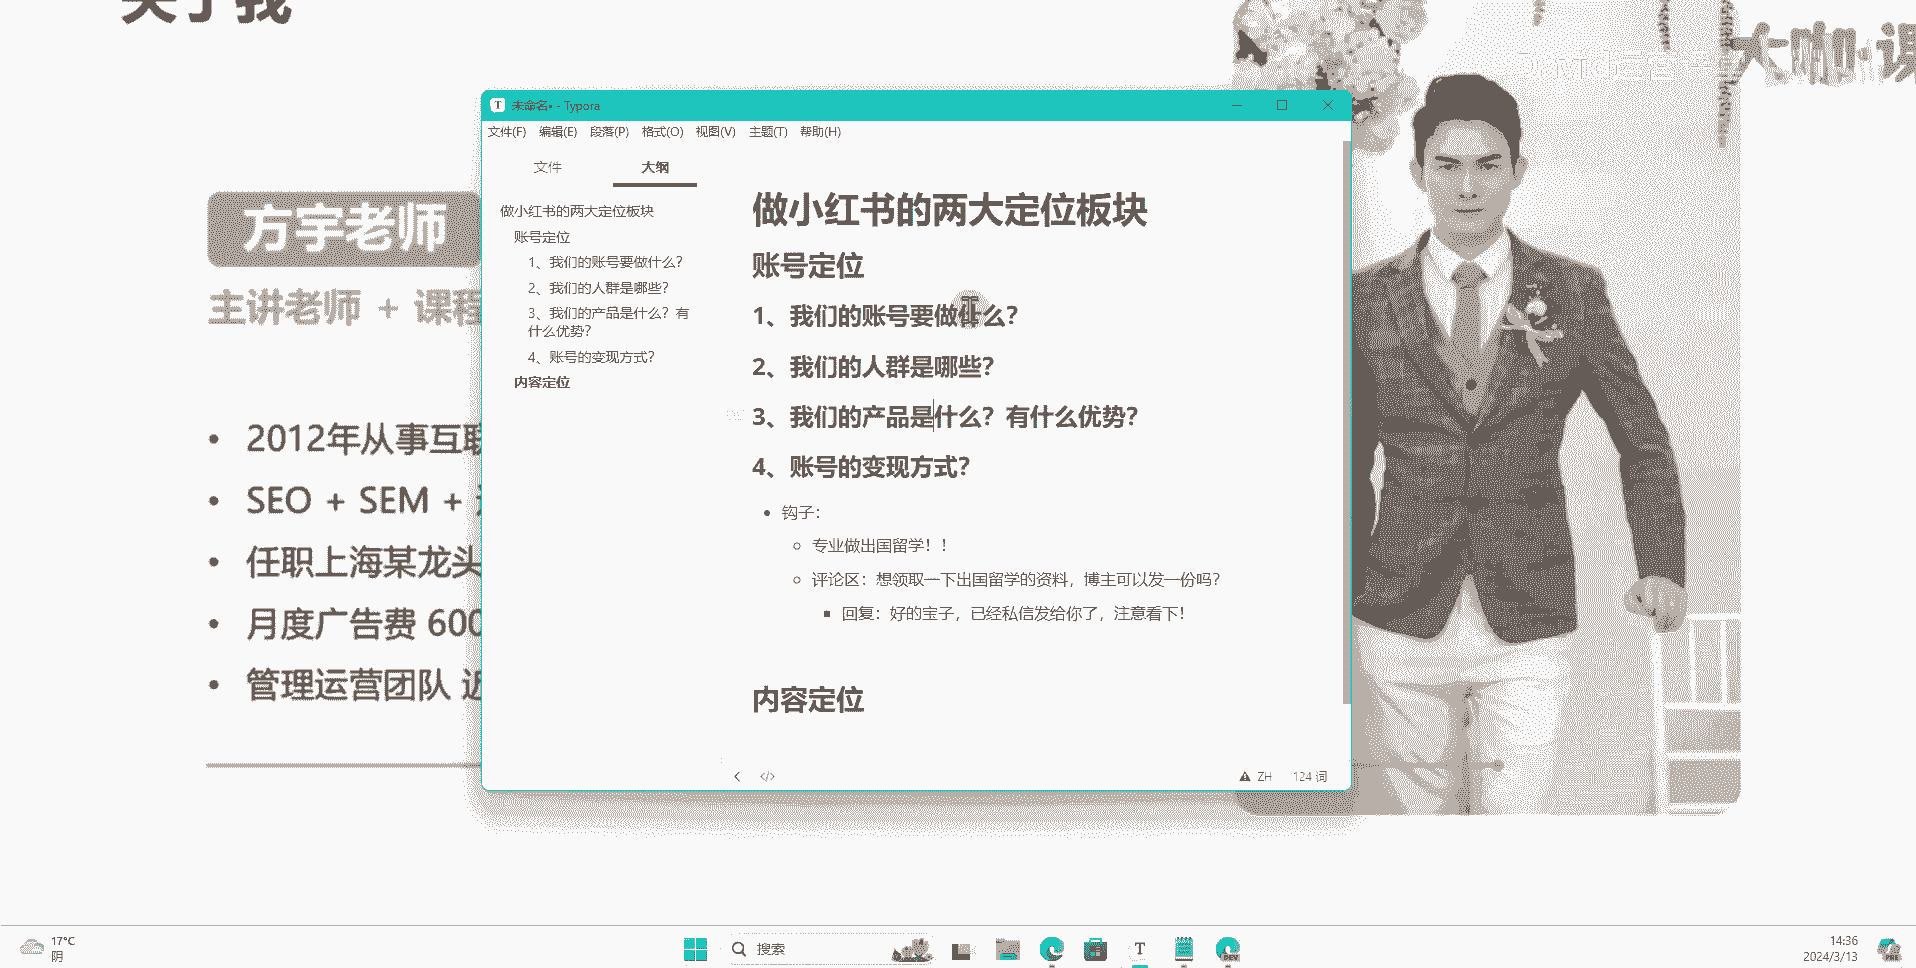 关于我
大咖·课
方宇老师
主讲老师 + 课程
2012年从事互联
SEO + SEM +
任职上海某龙头
月度广告费 600
管理运营团队 近
未命名• - Typora
文件(F) 编辑(E) 段落(P) 格式(O) 视图(V) 主题(T) 帮助(H)
文件 大纲
做小红书的两大定位板块
账号定位
1、我们的账号要做什么？
2、我们的人群是哪些？
3、我们的产品是什么？有
什么优势？
4、账号的变现方式？
内容定位
做小红书的两大定位板块
账号定位
1、我们的账号要做什么？
2、我们的人群是哪些？
3、我们的产品是什么？有什么优势？
4、账号的变现方式？
钩子：
专业做出国留学！！
评论区：想领取一下出国留学的资料，博主可以发一份吗？
回复：好的宝子，已经私信发给你了，注意看下！
内容定位
ZH 124 词
17°C
阴
搜索
14:36
2024/3/13